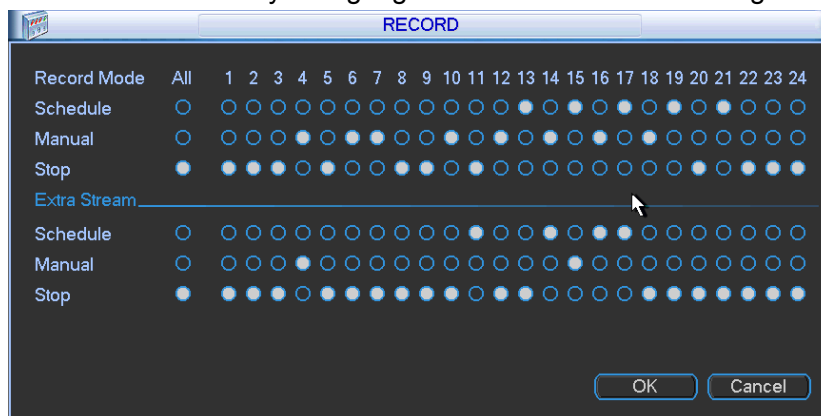 RECORD
Record Mode All 1 2 3 4 5 6 7 8 9 10 11 12 13 14 15 16 17 18 19 20 21 22 23 24
Schedule
Manual
Stop
Extra Stream
Schedule
Manual
Stop
OK Cancel